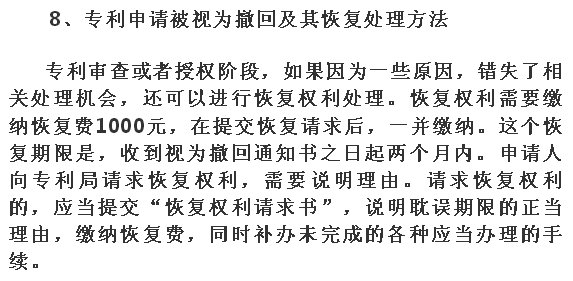 8、专利申请被视为撤回及其恢复处理方法
专利审查或者授权阶段，如果因为一些原因，错失了相
关处理机会，还可以进行恢复权利处理。恢复权利需要缴
纳恢复费1000元，在提交恢复请求后，一并缴纳。这个恢
复期限是，收到视为撤回通知书之日起两个月内。申请人
向专利局请求恢复权利，需要说明理由。请求恢复权利
的，应当提交“恢复权利请求书”，说明耽误期限的正当
理由，缴纳恢复费，同时补办未完成的各种应当办理的手
续。